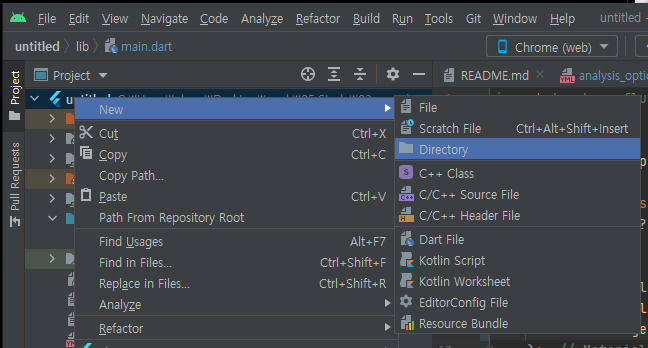 File Edit View Navigate Code Analyze Refactor Build Run Tools Git Window Help untitled -
untitled lib main.dart
Chrome (web)
Project
Project
README.md
analysis_optio
Pull Requests
New
Cut Ctrl+X
Copy Ctrl+C
Copy Path...
Paste Ctrl+V
Path From Repository Root
Find Usages Alt+F7
Find in Files... Ctrl+Shift+F
Replace in Files... Ctrl+Shift+R
Analyze
Refactor
File
Scratch File Ctrl+Alt+Shift+Insert
Directory
C++ Class
C/C++ Source File
C/C++ Header File
Dart File
Kotlin Script
Kotlin Worksheet
EditorConfig File
Resource Bundle